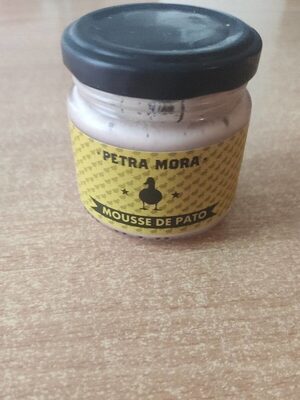 · PETRA MORA ·
MOUSSE DE PATO